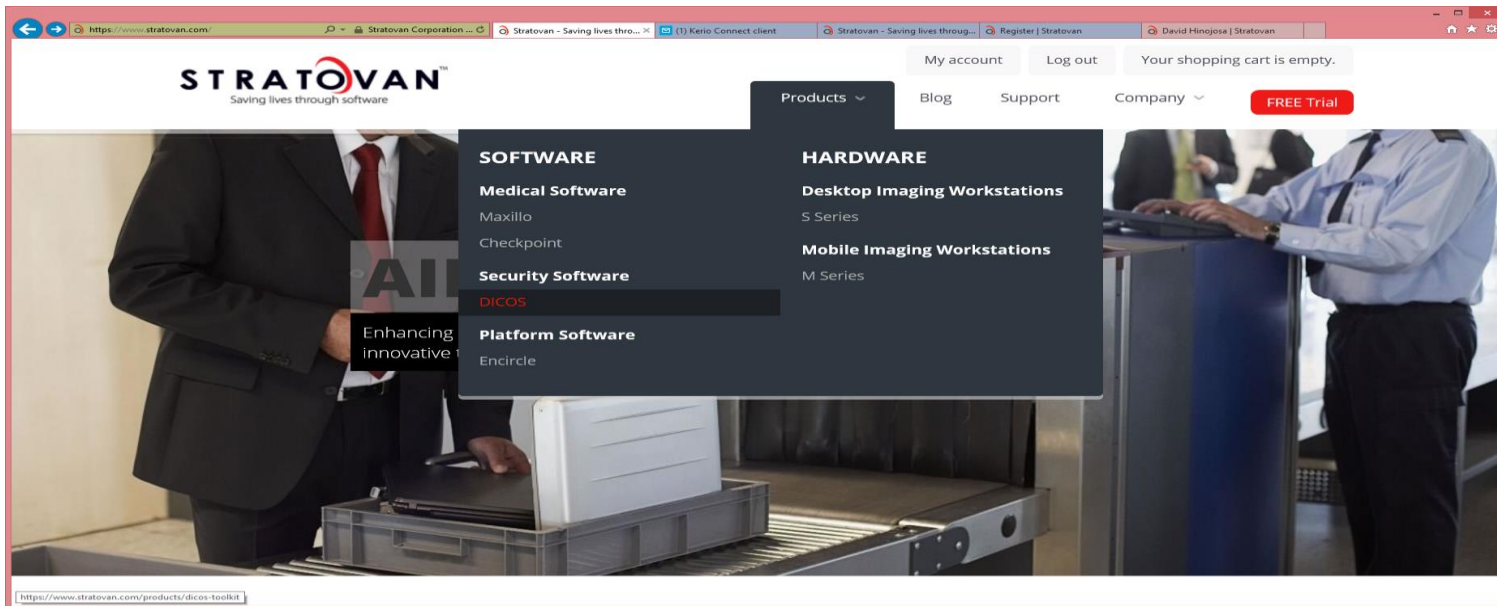 https://www.stratovan.com/
Stratovan Corporation ...
Stratovan - Saving lives thro...
(1) Kerio Connect client
Stratovan - Saving lives throug...
Register | Stratovan
David Hinojosa | Stratovan
STRATOVAN™
Saving lives through software
My account
Log out
Your shopping cart is empty.
Products
Blog
Support
Company
FREE Trial
SOFTWARE
Medical Software
Maxillo
Checkpoint
Security Software
DICOS
Platform Software
Encircle
HARDWARE
Desktop Imaging Workstations
S Series
Mobile Imaging Workstations
M Series
Enhancing
innovative
https://www.stratovan.com/products/dicos-toolkit